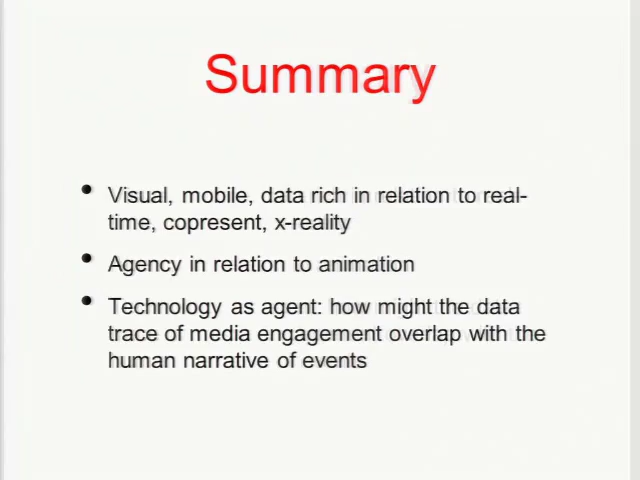 Summary
Visual, mobile, data rich in relation to real-
time, copresent, x-reality
Agency in relation to animation
Technology as agent: how might the data
trace of media engagement overlap with the
human narrative of events